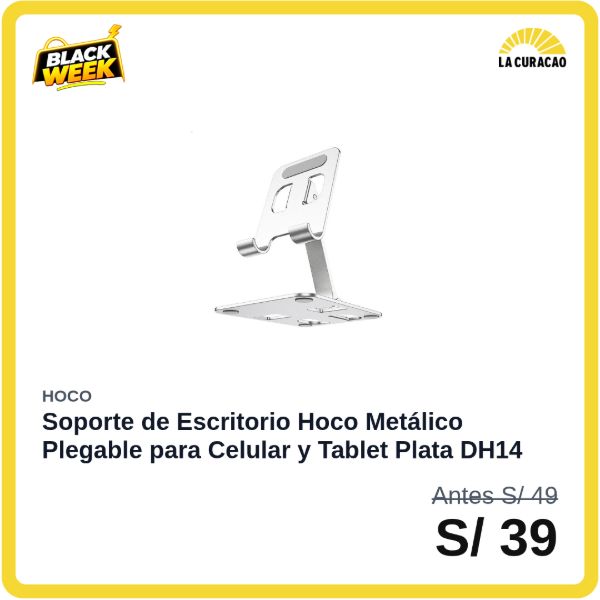 BLACK
WEEK
LA CURACAO
HOCO
Soporte de Escritorio Hoco Metálico
Plegable para Celular y Tablet Plata DH14
Antes S/ 49
S/ 39